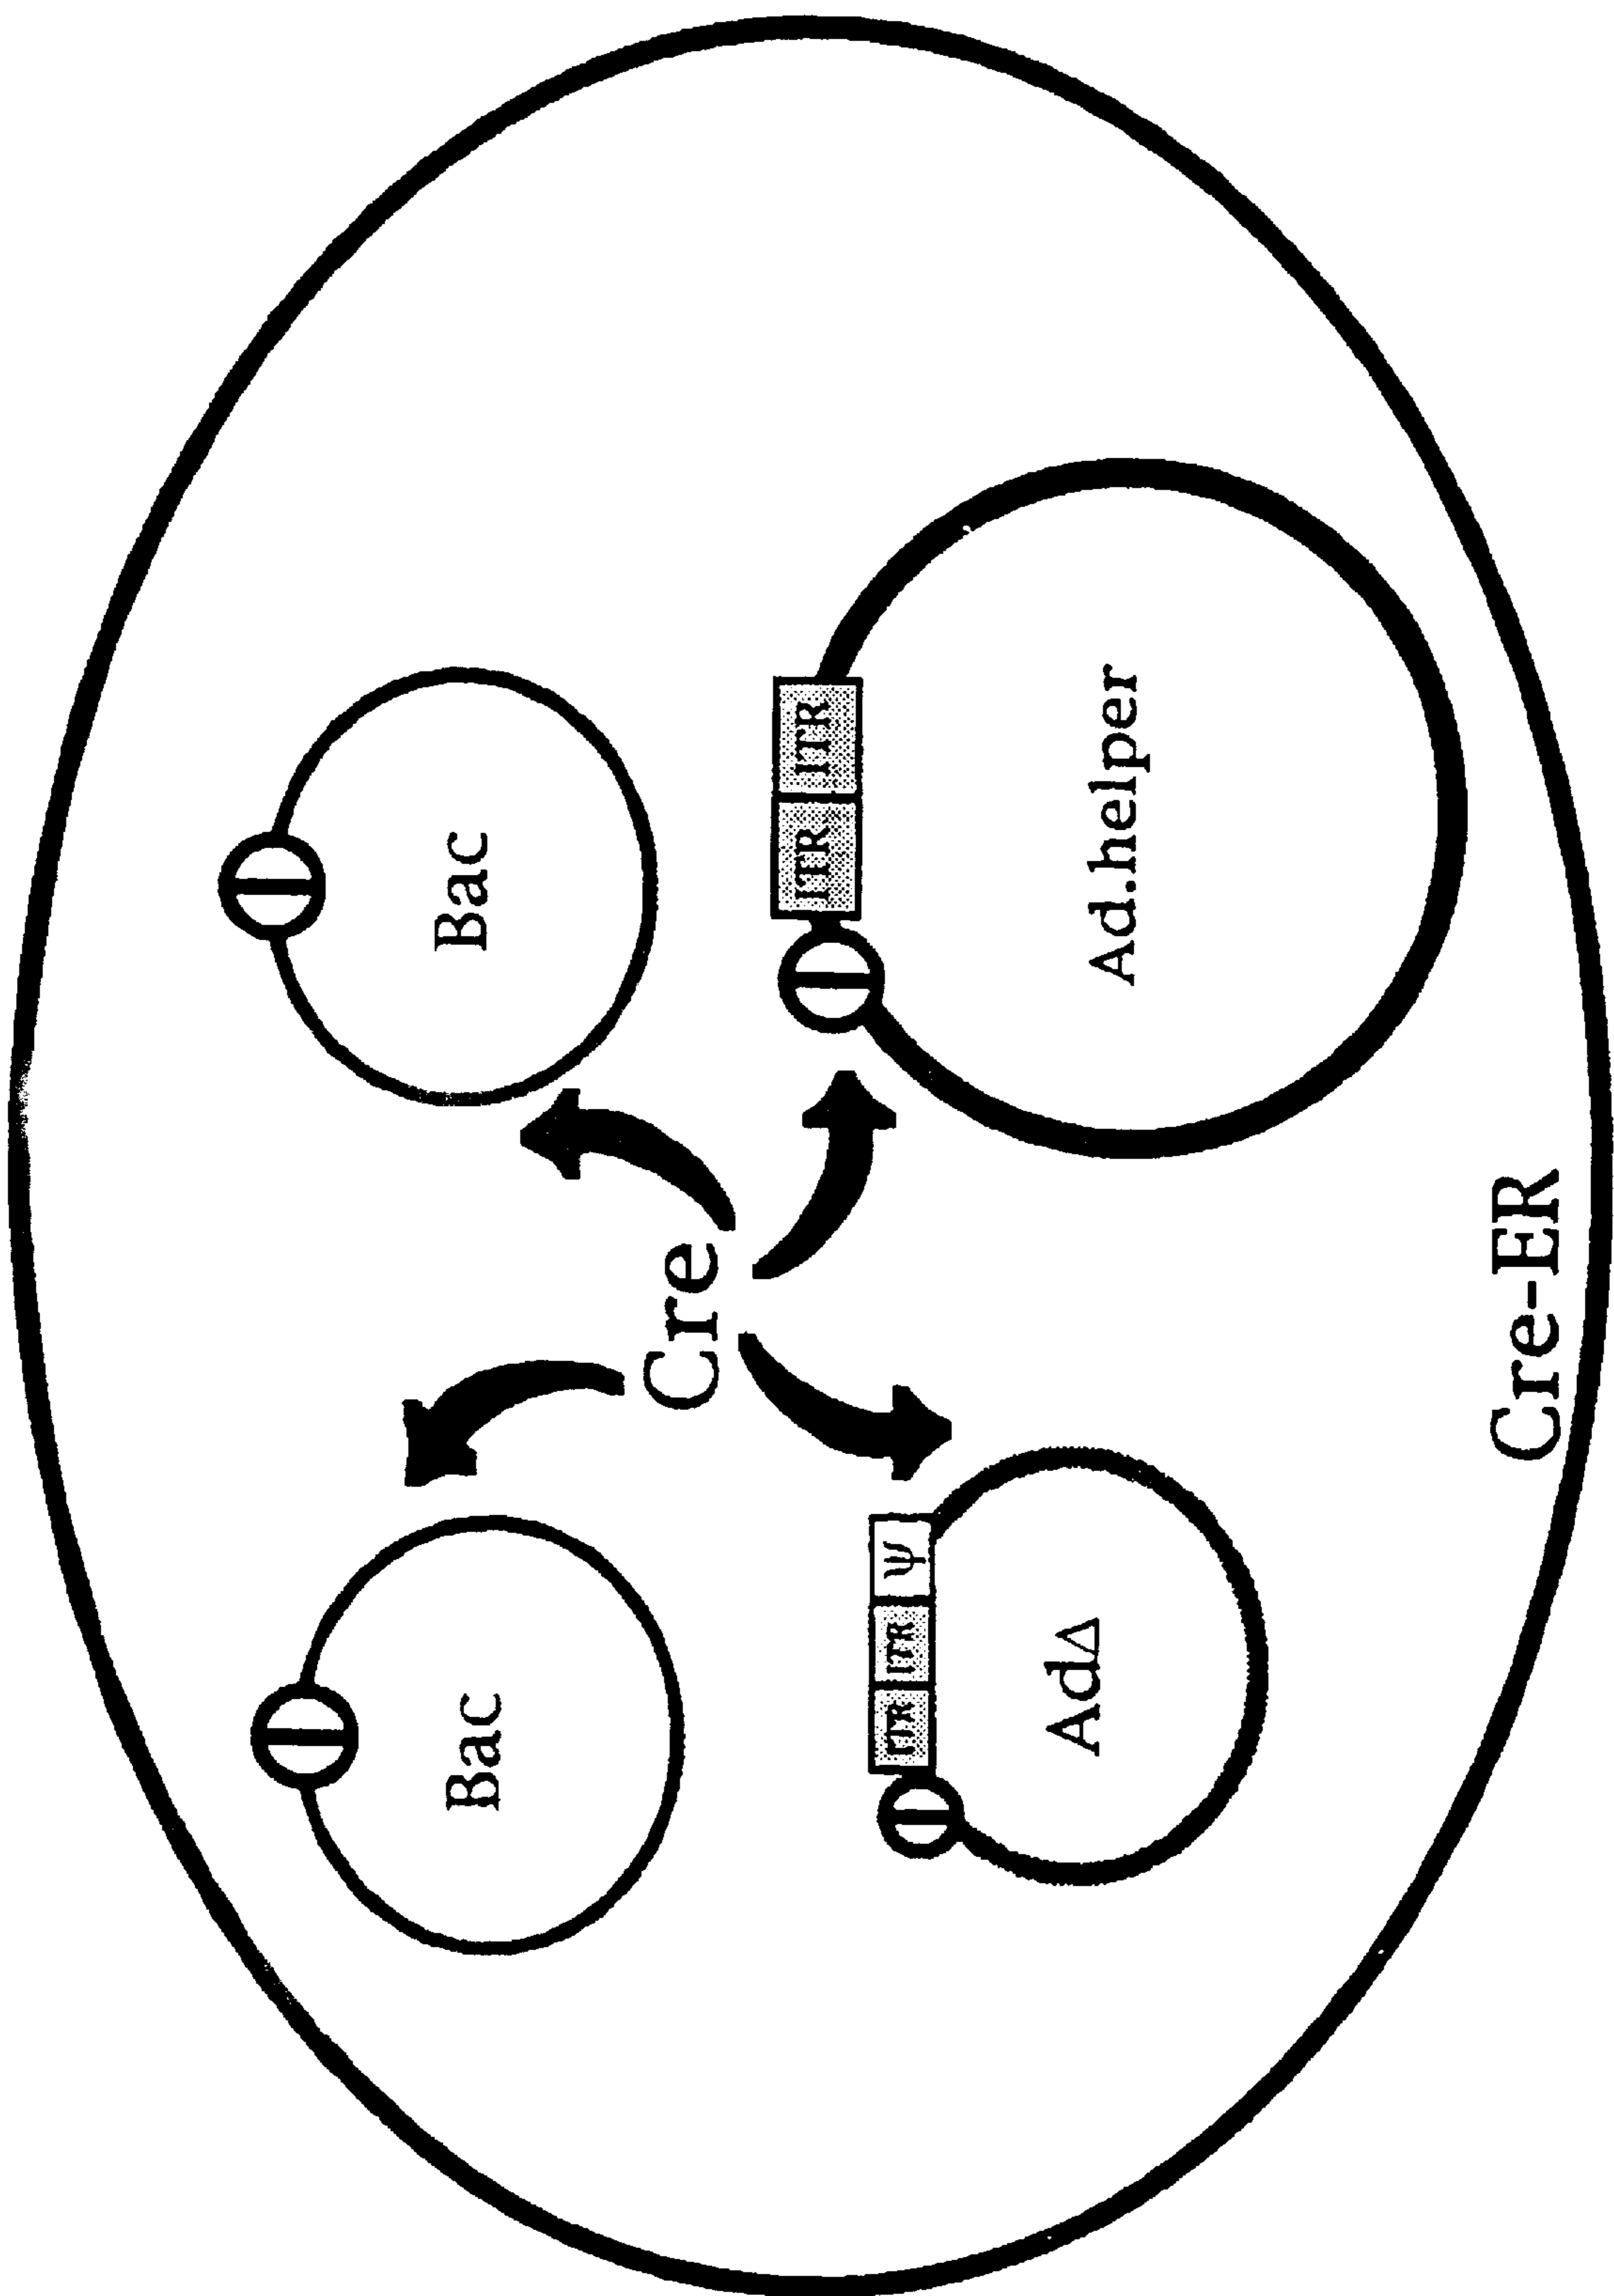 Bac
Bac
Cre
ITR ITR ψ
ITR ITR
AdΔ
Ad.helper
Cre-ER